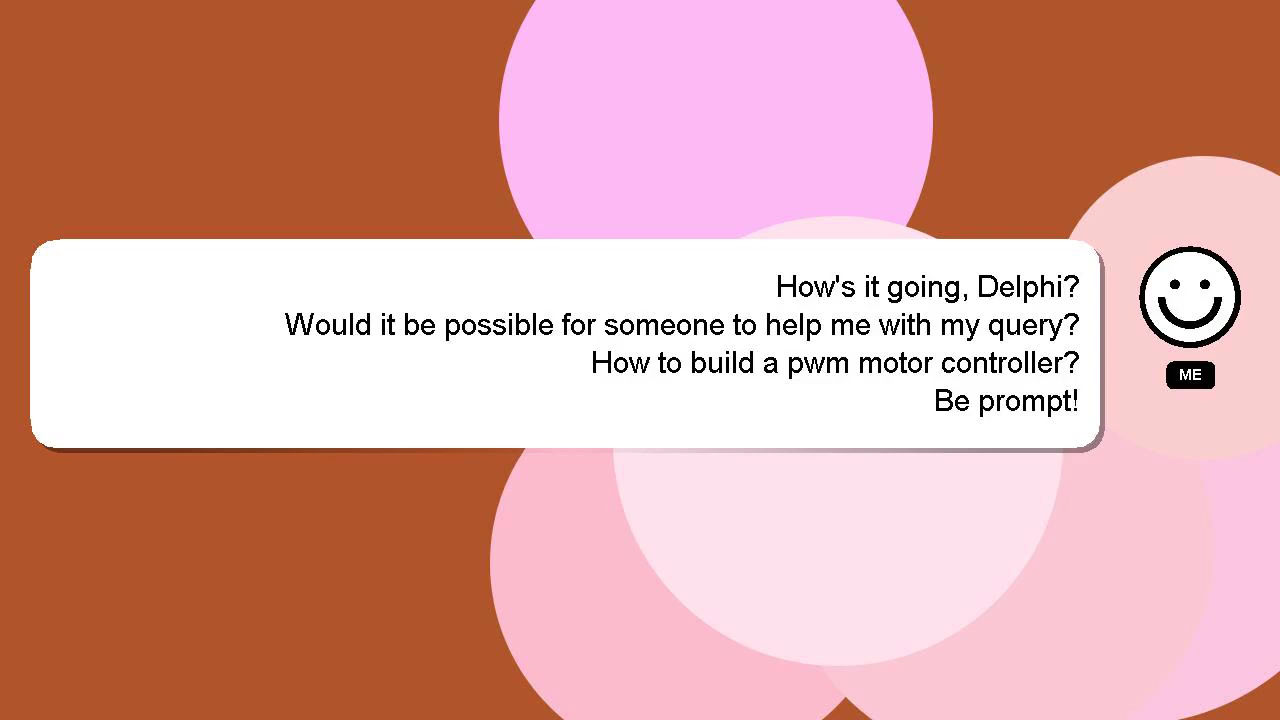 How's it going, Delphi?
Would it be possible for someone to help me with my query?
How to build a pwm motor controller?
Be prompt!
ME